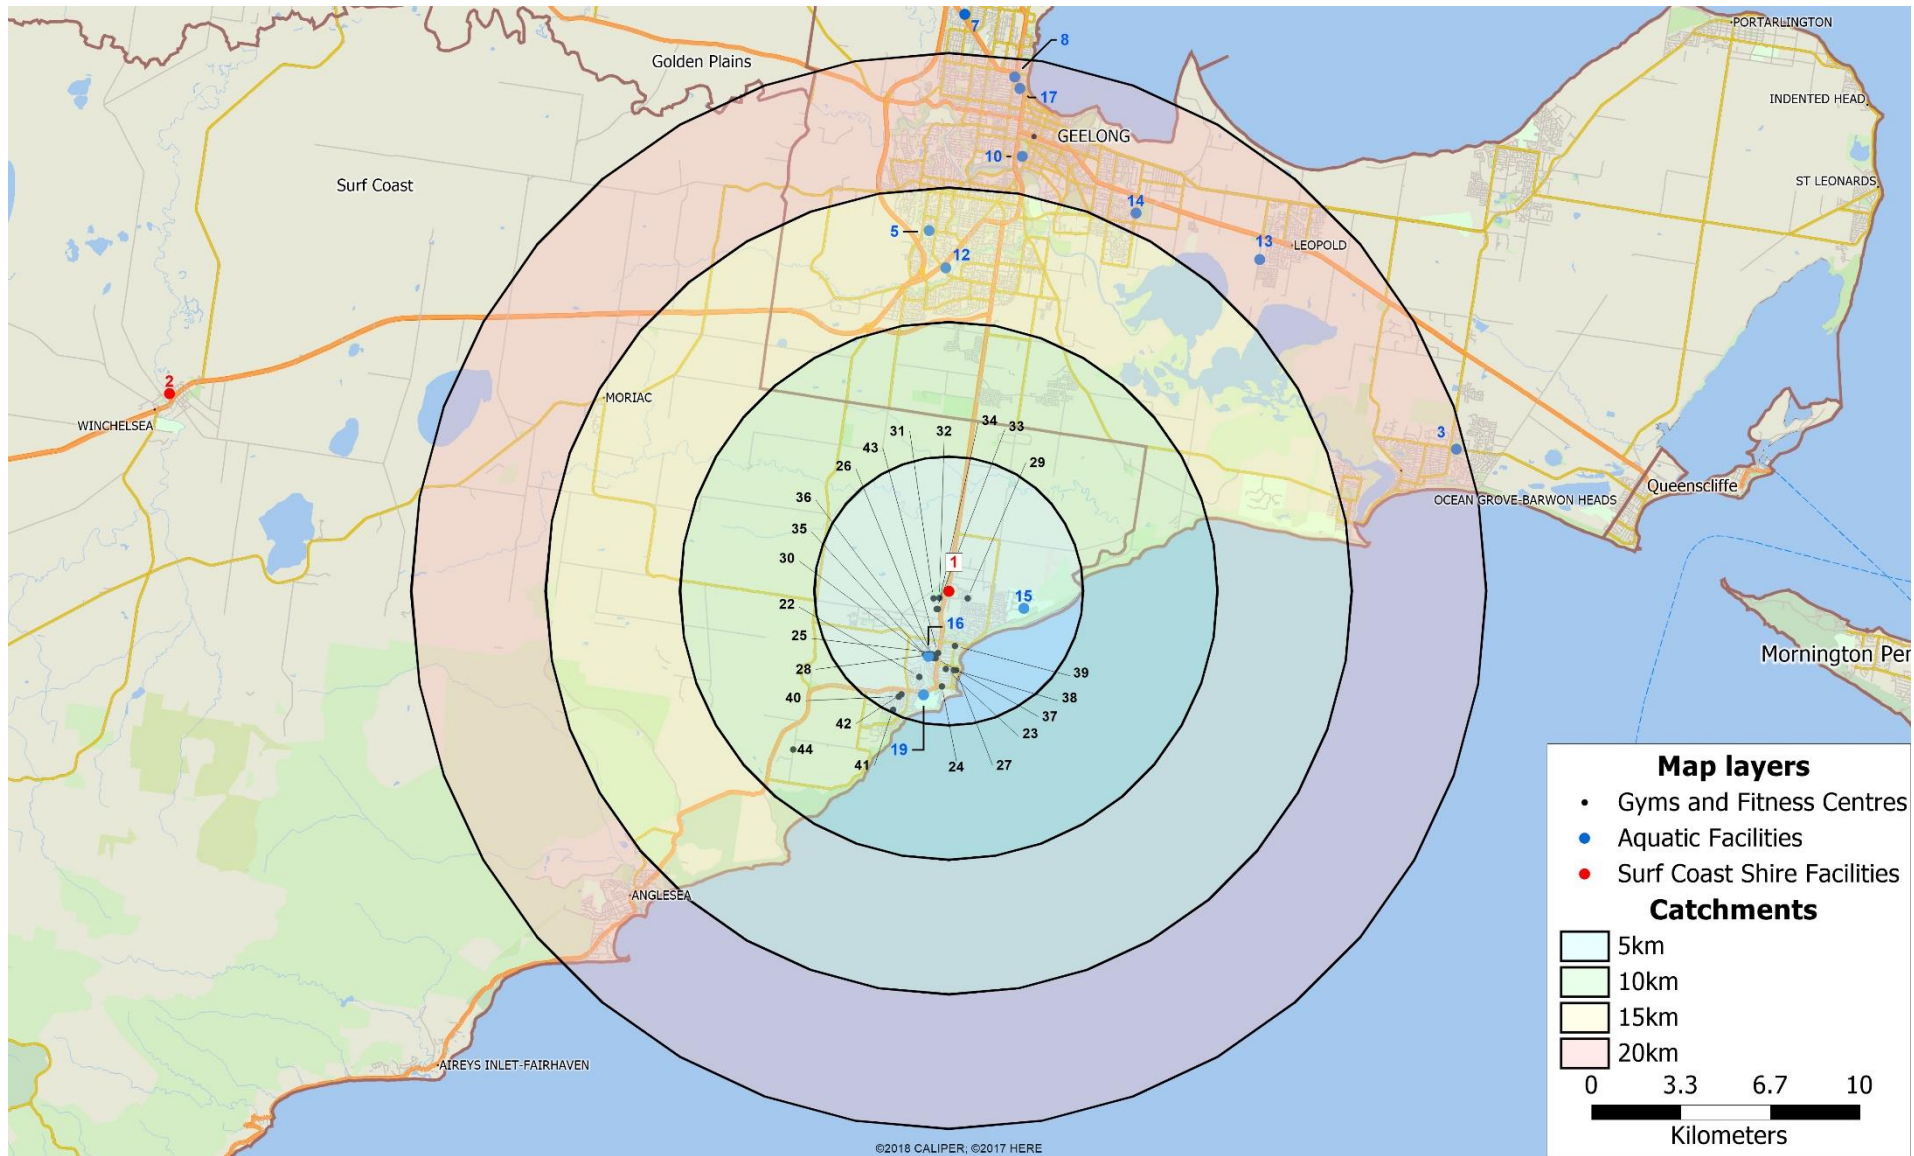 PORTARLINGTON
7
8
Golden Plains
17
INDENTED HEAD
GEELONG
10
Surf Coast
ST LEONARDS
14
5
12
13
LEOPOLD
2
MORIAC
WINCHELSEA
34
33
31
32
43
29
26
3
Queenscliffe
36
OCEAN GROVE-BARWON HEADS
35
30
1
15
22
16
25
Mornington Per
28
39
40
38
42
37
23
44
19
41
24
27
ANGLESEA
AIREYS INLET-FAIRHAVEN
Map layers
Gyms and Fitness Centres
Aquatic Facilities
Surf Coast Shire Facilities
Catchments
5km
10km
15km
20km
0 3.3 6.7 10
Kilometers
©2018 CALIPER; ©2017 HERE